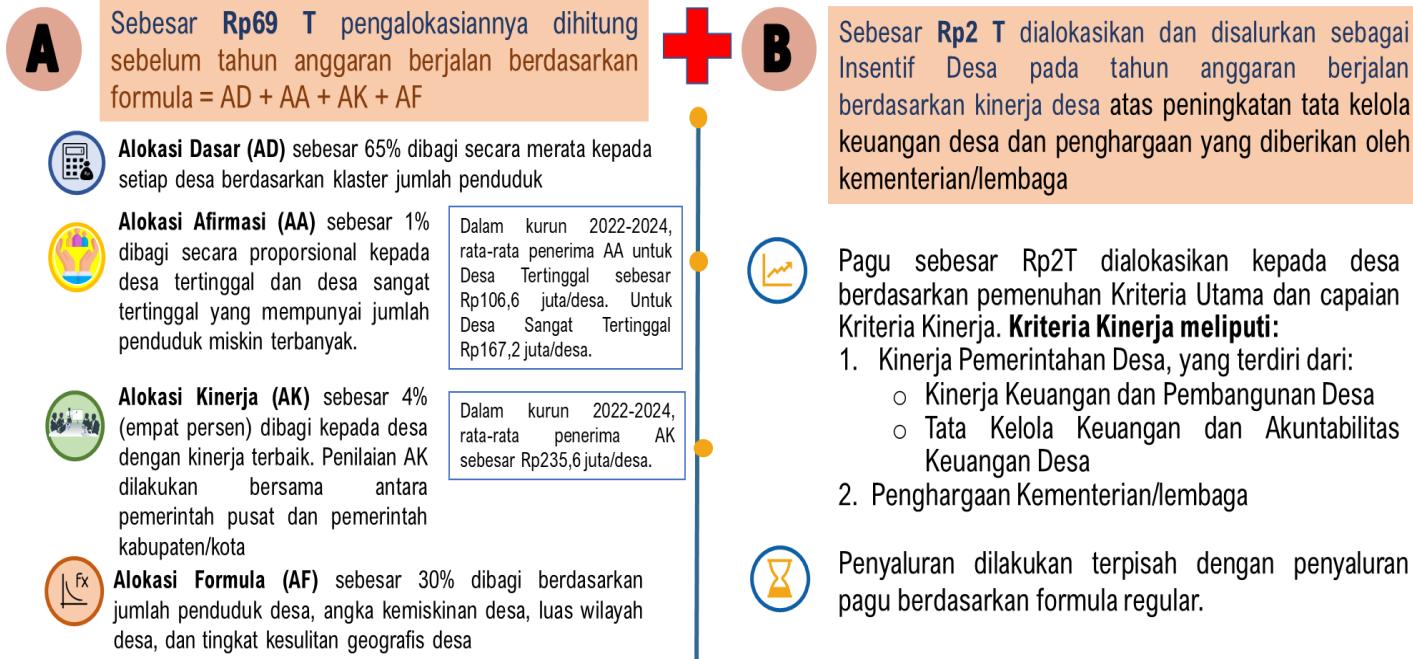 A
Sebesar Rp69 T pengalokasiannya dihitung
sebelum tahun anggaran berjalan berdasarkan
formula = AD + AA + AK + AF
Alokasi Dasar (AD) sebesar 65% dibagi secara merata kepada
setiap desa berdasarkan klaster jumlah penduduk
Alokasi Afirmasi (AA) sebesar 1%
dibagi secara proporsional kepada
desa tertinggal dan desa sangat
tertinggal yang mempunyai jumlah
penduduk miskin terbanyak.
Dalam kurun 2022-2024,
rata-rata penerima AA untuk
Desa Tertinggal sebesar
Rp106,6 juta/desa. Untuk
Desa Sangat Tertinggal
Rp167,2 juta/desa.
Alokasi Kinerja (AK) sebesar 4%
(empat persen) dibagi kepada desa
dengan kinerja terbaik. Penilaian AK
dilakukan bersama antara
pemerintah pusat dan pemerintah
kabupaten/kota
Dalam kurun 2022-2024,
rata-rata penerima AK
sebesar Rp235,6 juta/desa.
Fx
Alokasi Formula (AF) sebesar 30% dibagi berdasarkan
jumlah penduduk desa, angka kemiskinan desa, luas wilayah
desa, dan tingkat kesulitan geografis desa
B
Sebesar Rp2 T dialokasikan dan disalurkan sebagai
Insentif Desa pada tahun anggaran berjalan
berdasarkan kinerja desa atas peningkatan tata kelola
keuangan desa dan penghargaan yang diberikan oleh
kementerian/lembaga
Pagu sebesar Rp2T dialokasikan kepada desa
berdasarkan pemenuhan Kriteria Utama dan capaian
Kriteria Kinerja. Kriteria Kinerja meliputi:
1. Kinerja Pemerintahan Desa, yang terdiri dari:
o Kinerja Keuangan dan Pembangunan Desa
o Tata Kelola Keuangan dan Akuntabilitas
Keuangan Desa
2. Penghargaan Kementerian/lembaga
Penyaluran dilakukan terpisah dengan penyaluran
pagu berdasarkan formula regular.